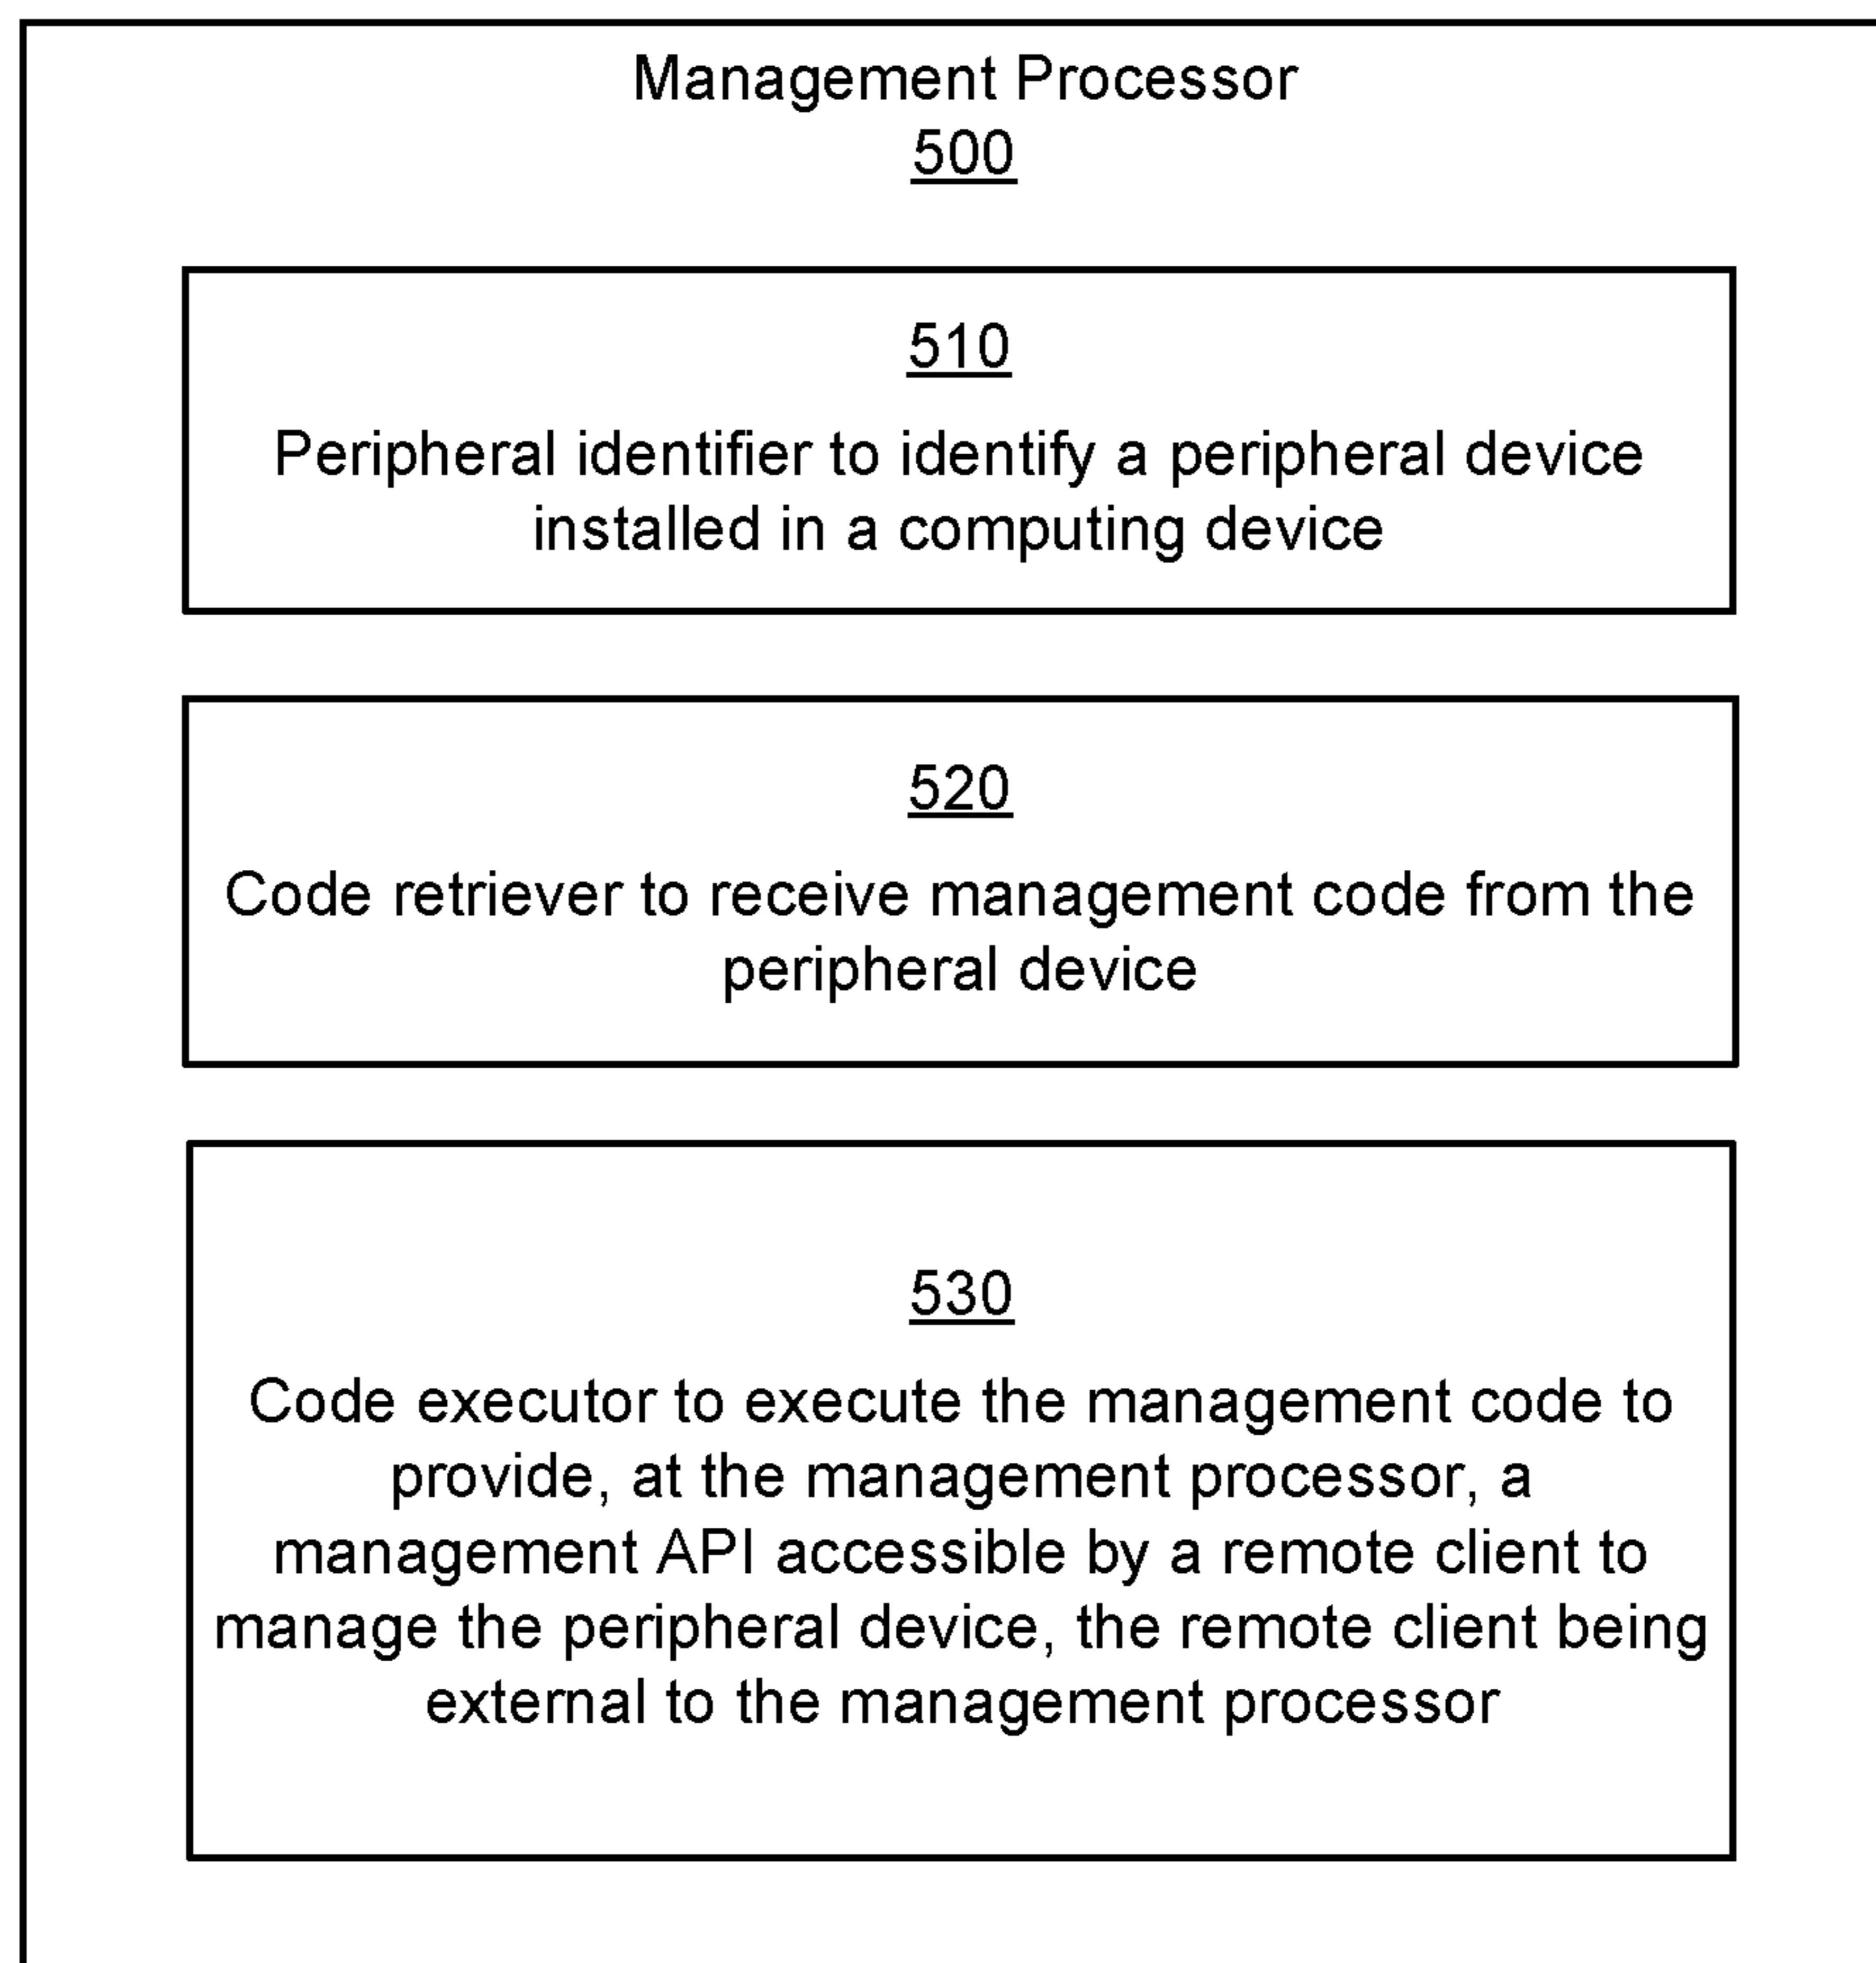 Management Processor
500
510
Peripheral identifier to identify a peripheral device
installed in a computing device
520
Code retriever to receive management code from the
peripheral device
530
Code executor to execute the management code to
provide, at the management processor, a
management API accessible by a remote client to
manage the peripheral device, the remote client being
external to the management processor